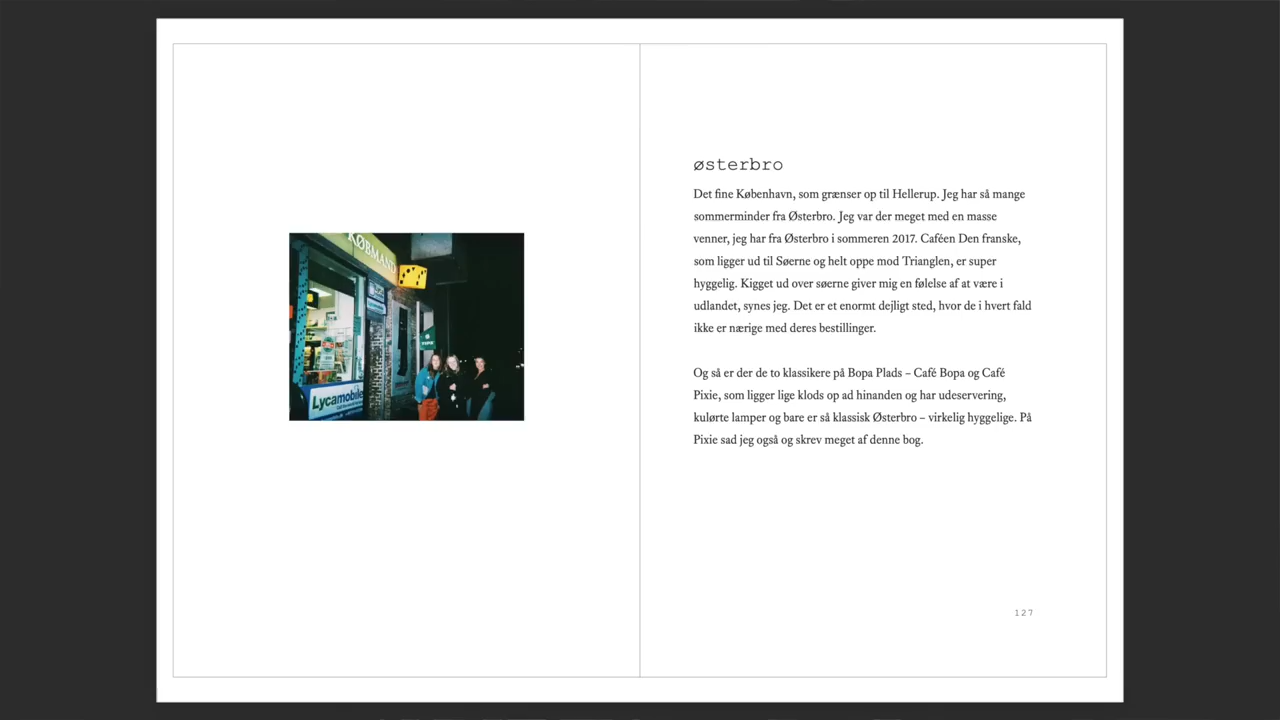 KØBMAND
Lycamobile
østerbro
Det fine København, som grænser op til Hellerup. Jeg har så mange
sommerminder fra Østerbro. Jeg var der meget med en masse
venner, jeg har fra Østerbro i sommeren 2017. Caféen Den franske,
som ligger ud til Søerne og helt oppe mod Trianglen, er super
hyggelig. Kigget ud over søerne giver mig en følelse af at være i
udlandet, synes jeg. Det er et enormt dejligt sted, hvor de i hvert fald
ikke er nærige med deres bestillinger.
Og så er der de to klassikere på Bopa Plads – Café Bopa og Café
Pixie, som ligger lige klods op ad hinanden og har udeservering,
kulørte lamper og bare er så klassisk Østerbro – virkelig hyggelige. På
Pixie sad jeg også og skrev meget af denne bog.
127